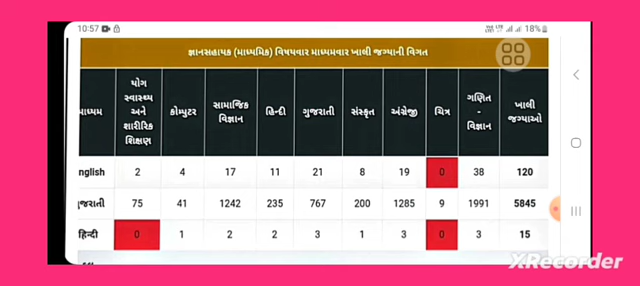 10:57
18%
જ્ઞાનસહાયક (માધ્યમિક) વિષયવાર માધ્યમવાર ખાલી જગ્યાની વિગત
માધ્યમ યોગ સ્વાસ્થ્ય અને શારીરિક શિક્ષણ કોમ્પુટર સામાજિક વિજ્ઞાન હિન્દી ગુજરાતી સંસ્કૃત અંગ્રેજી ચિત્ર ગણિત - વિજ્ઞાન ખાલી જગ્યાઓ
nglish 2 4 17 11 21 8 19 0 38 120
ગુજરાતી 75 41 1242 235 767 200 1285 9 1991 5845
હિન્દી 0 1 2 2 3 1 3 0 3 15
XRecorder